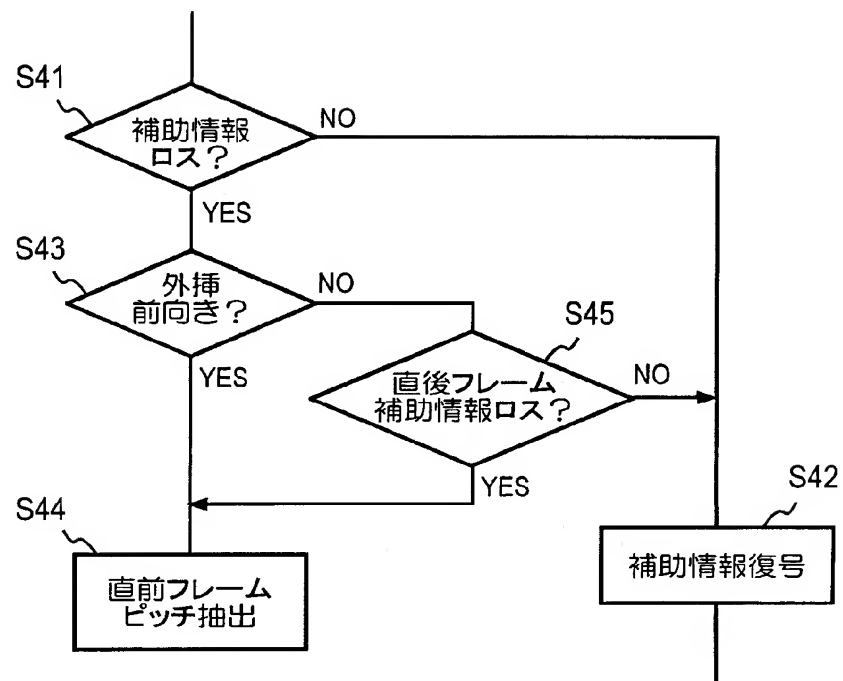 S41
補助情報
ロス?
NO
YES
S43
外挿
前向き?
NO
YES
S45
直後フレーム
補助情報ロス?
NO
YES
S44
直前フレーム
ピッチ抽出
S42
補助情報復号